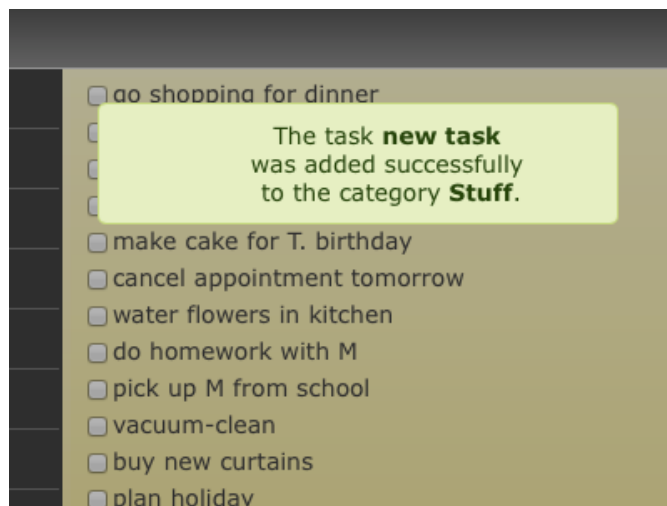 go shopping for dinner
The task new task
was added successfully
to the category Stuff.
make cake for T. birthday
cancel appointment tomorrow
water flowers in kitchen
do homework with M
pick up M from school
vacuum-clean
buy new curtains
plan holiday